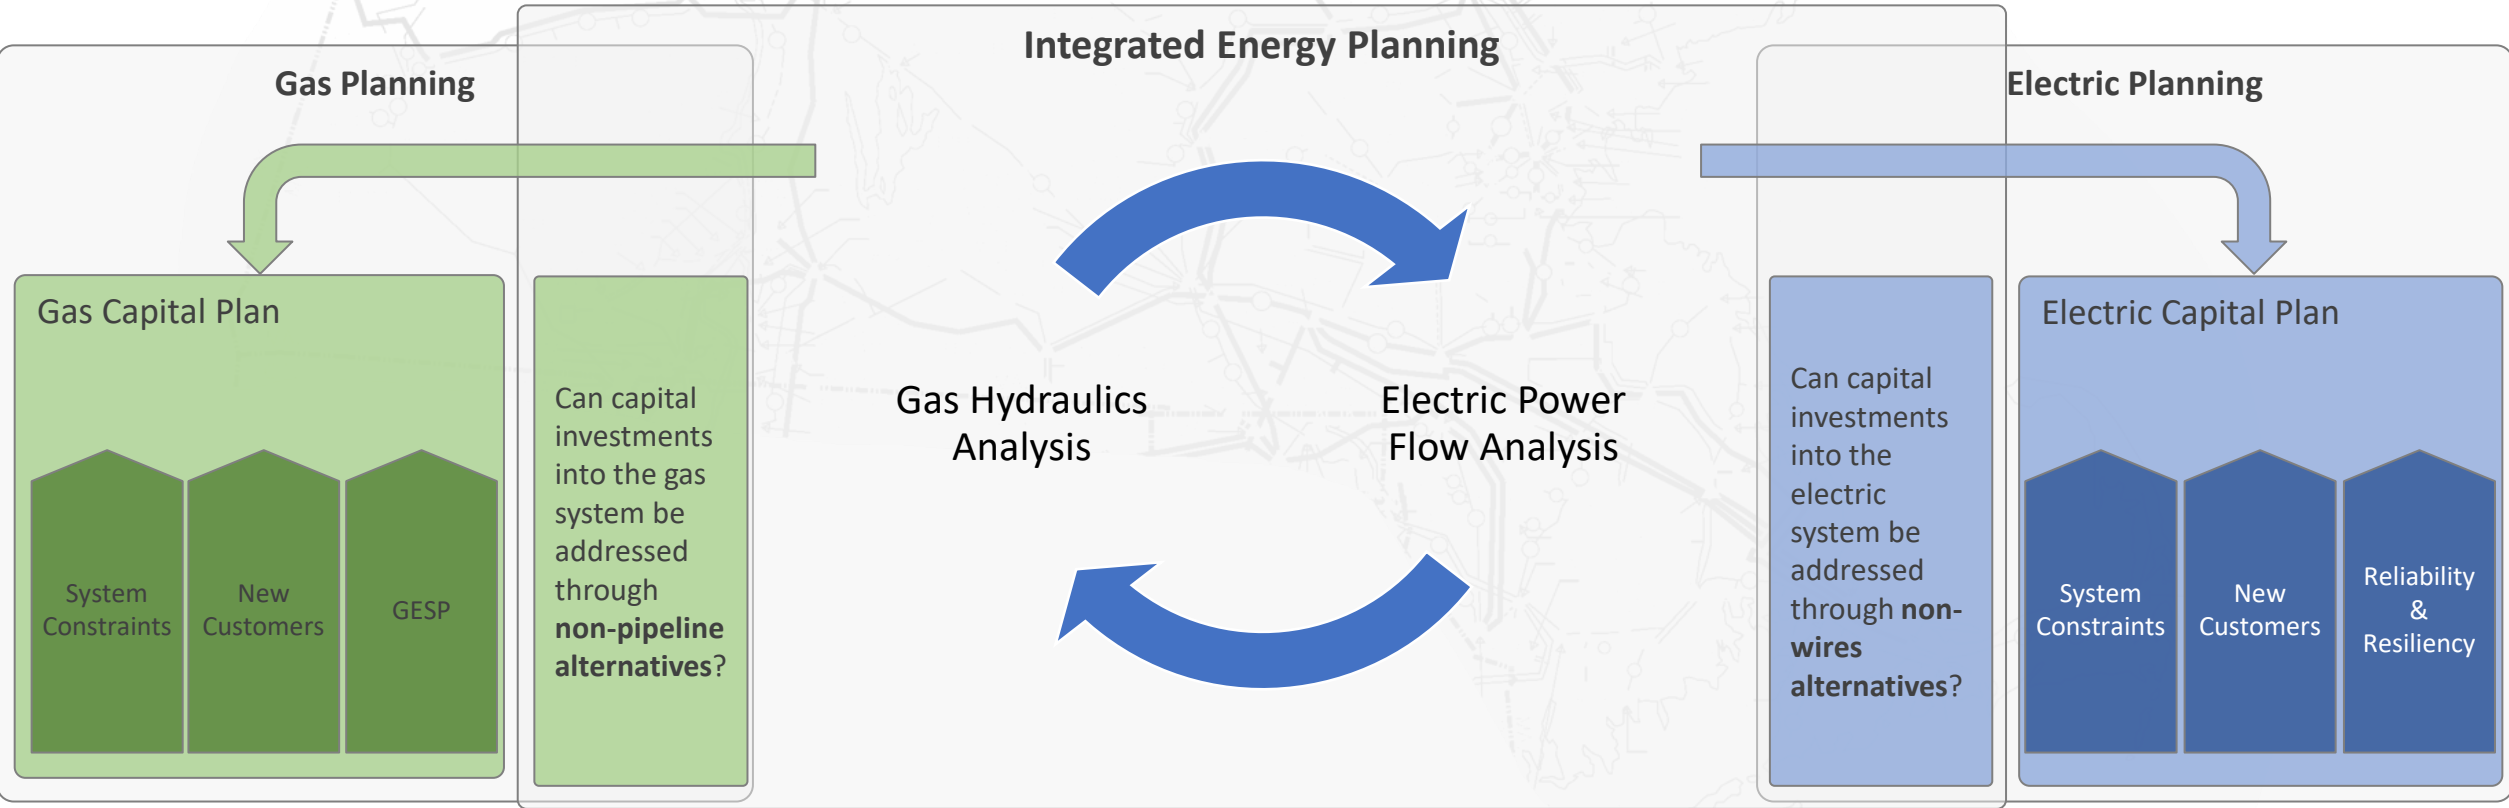 Integrated Energy Planning
Gas Planning
Electric Planning
Gas Capital Plan
System
Constraints
New
Customers
GESP
Can capital
investments
into the gas
system be
addressed
through
non-pipeline
alternatives?
Gas Hydraulics
Analysis
Electric Power
Flow Analysis
Can capital
investments
into the
electric
system be
addressed
through non-
wires
alternatives?
Electric Capital Plan
System
Constraints
New
Customers
Reliability
&
Resiliency